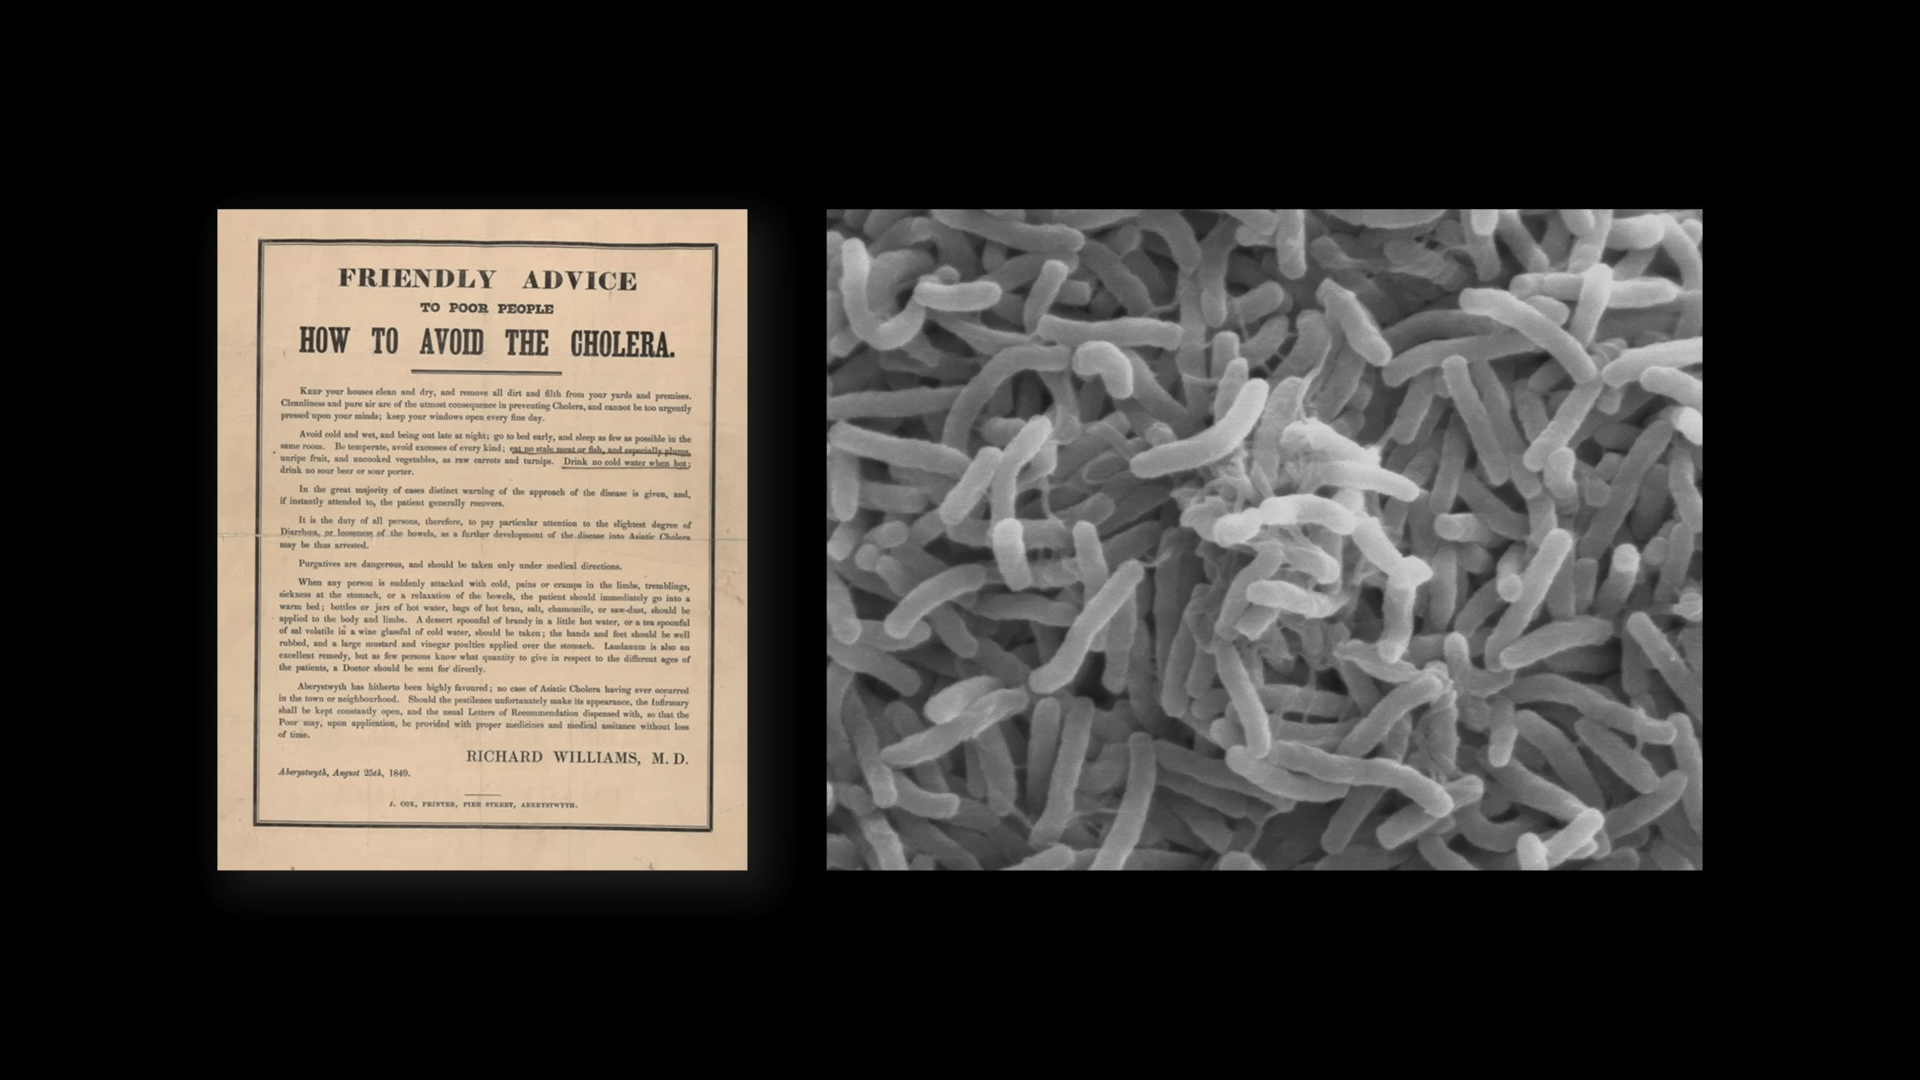 FRIENDLY ADVICE
TO POOR PEOPLE
HOW TO AVOID THE CHOLERA.
KEEP your houses clean and dry, and remove all dirt and filth from your yards and premises.
Cleanliness and pure air are of the utmost consequence in preventing Cholera, and cannot be too urgently
pressed upon your minds; keep your windows open every fine day.
Avoid cold and wet, and being out late at night; go to bed early, and sleep as few as possible in the
same room. Be temperate, avoid excesses of every kind; eat no stale meat or fish, and especially plums,
unripe fruit, and uncooked vegetables, as raw carrots and turnips. Drink no cold water when hot;
drink no sour beer or sour porter.
In the great majority of cases distinct warning of the approach of the disease is given, and,
if instantly attended to, the patient generally recovers.
It is the duty of all persons, therefore, to pay particular attention to the slightest degree of
Diarrhœa, or looseness of the bowels, as a further development of the disease into Asiatic Cholera
may be thus arrested.
Purgatives are dangerous, and should be taken only under medical directions.
When any person is suddenly attacked with cold, pains or cramps in the limbs, tremblings,
sickness at the stomach, or a relaxation of the bowels, the patient should immediately go into a
warm bed; bottles or jars of hot water, bags of hot bran, salt, chamomile, or saw-dust, should be
applied to the body and limbs. A dessert spoonful of brandy in a little hot water, or a tea spoonful
of sal volatile in a wine glassful of cold water, should be taken; the hands and feet should be well
rubbed, and a large mustard and vinegar poultice applied over the stomach. Laudanum is also an
excellent remedy, but as few persons know what quantity to give in respect to the different ages of
the patients, a Doctor should be sent for directly.
Aberystwyth has hitherto been highly favoured; no case of Asiatic Cholera having ever occurred
in the town or neighbourhood. Should the pestilence unfortunately make its appearance, the Infirmary
shall be kept constantly open, and the usual Letters of Recommendation dispensed with, so that the
Poor may, upon application, be provided with proper medicines and medical assitance without loss
of time.
RICHARD WILLIAMS, M. D.
Aberystwyth, August 25th, 1849.
J. COX, PRINTER, PIER STREET, ABERYSTWYTH.